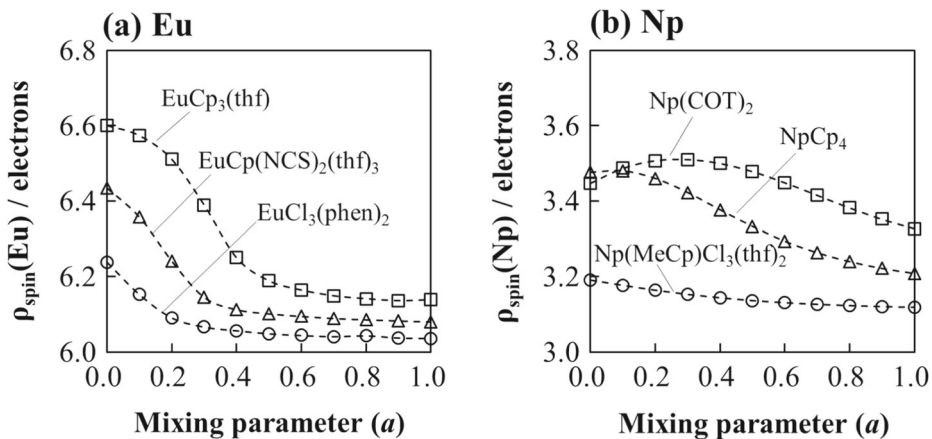 (a) Eu
6.8
6.6
6.4
6.2
6.0
ρspin(Eu) / electrons
EuCp3(thf)
EuCp(NCS)2(thf)3
EuCl3(phen)2
0.0 0.2 0.4 0.6 0.8 1.0
Mixing parameter (a)
(b) Np
4.0
3.8
3.6
3.4
3.2
3.0
ρspin(Np) / electrons
Np(COT)2
NpCp4
Np(MeCp)Cl3(thf)2
0.0 0.2 0.4 0.6 0.8 1.0
Mixing parameter (a)